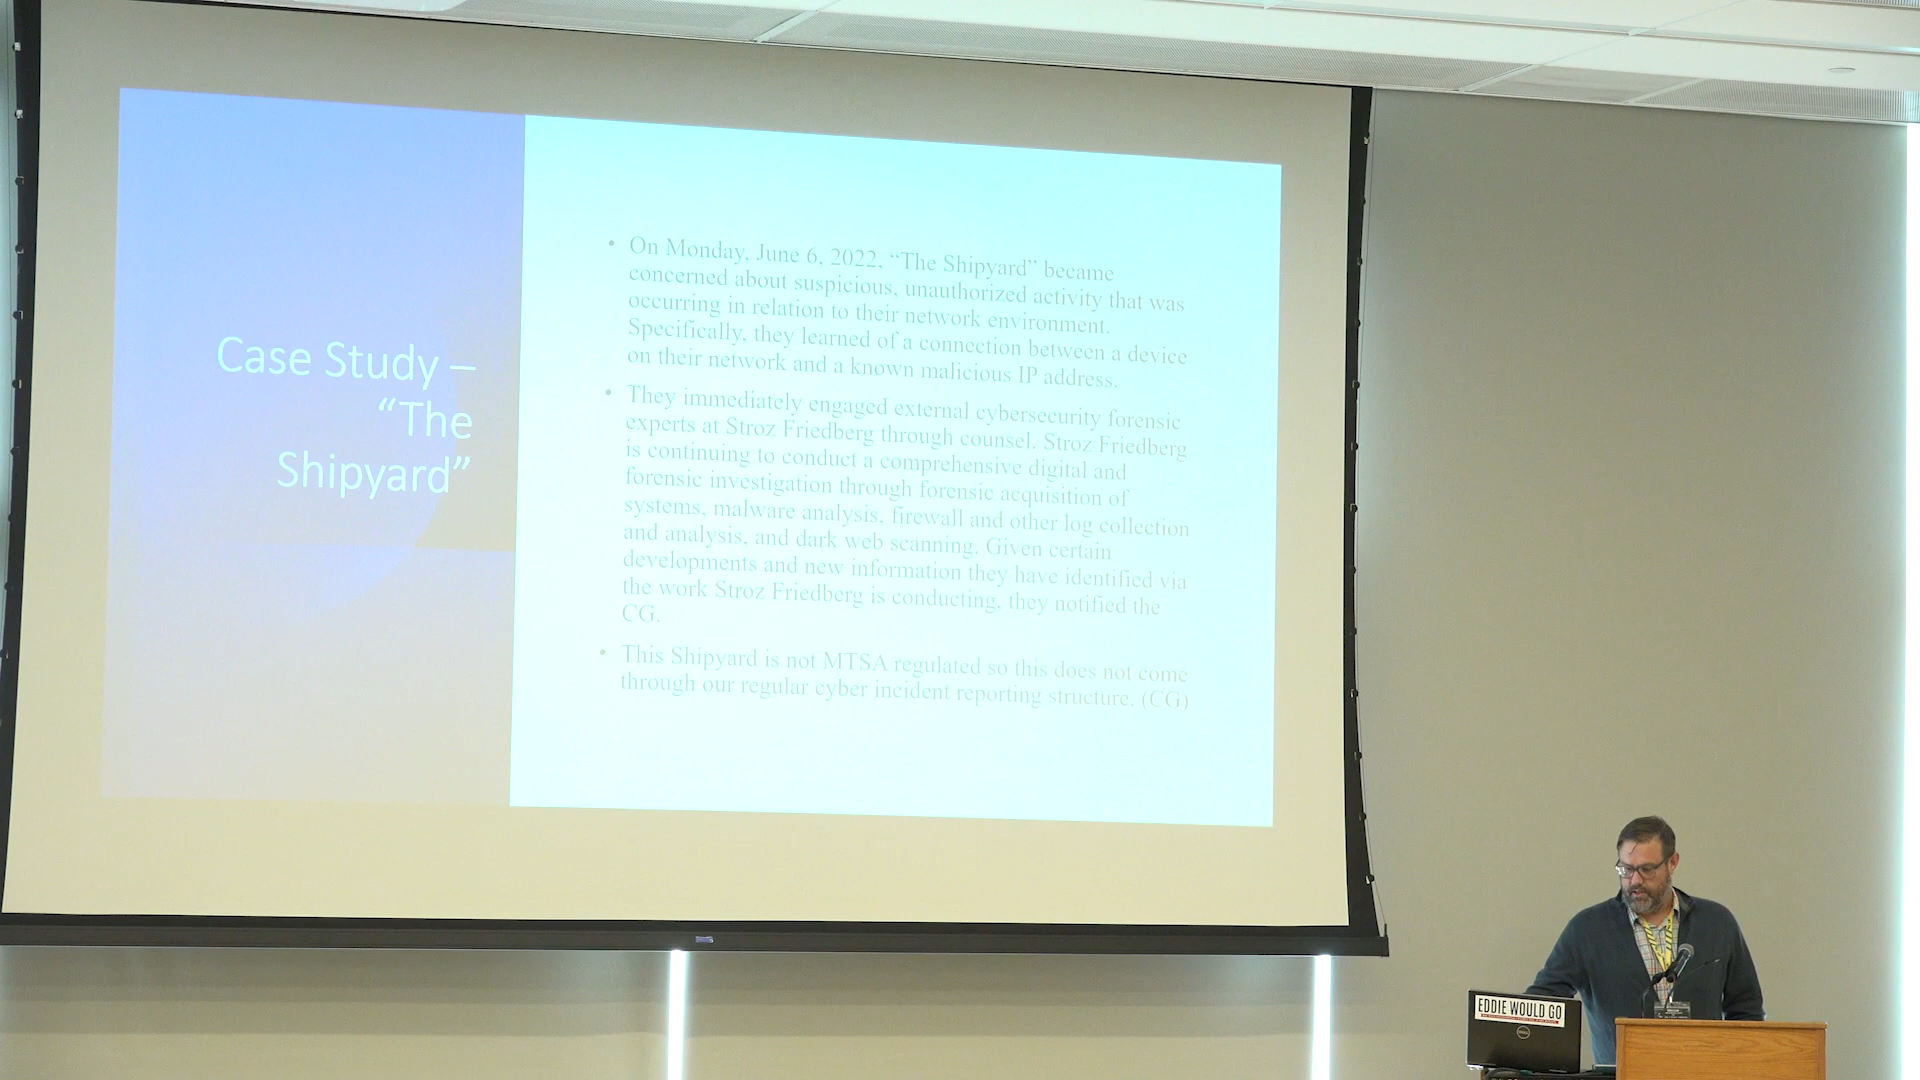 Case Study –
“The
Shipyard”
• On Monday, June 6, 2022, “The Shipyard” became
concerned about suspicious, unauthorized activity that was
occurring in relation to their network environment.
Specifically, they learned of a connection between a device
on their network and a known malicious IP address.
• They immediately engaged external cybersecurity forensic
experts at Stroz Friedberg through counsel. Stroz Friedberg
is continuing to conduct a comprehensive digital and
forensic investigation through forensic acquisition of
systems, malware analysis, firewall and other log collection
and analysis, and dark web scanning. Given certain
developments and new information they have identified via
the work Stroz Friedberg is conducting, they notified the
CG.
• This Shipyard is not MTSA regulated so this does not come
through our regular cyber incident reporting structure. (CG)
EDDIE WOULD GO
DELL